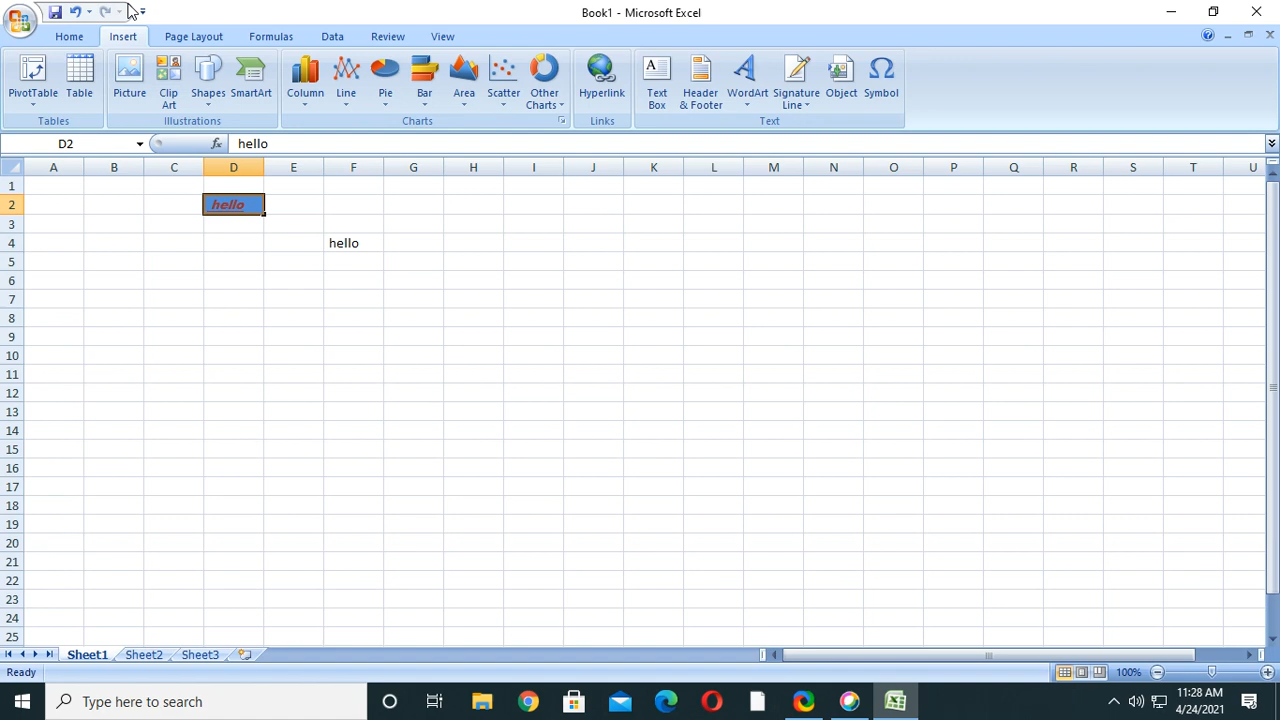 Book1 - Microsoft Excel
Home Insert Page Layout Formulas Data Review View
PivotTable Table Picture Clip Art Shapes SmartArt Column Line Pie Bar Area Scatter Other Charts Hyperlink Text Box Header & Footer WordArt Signature Line Object Symbol
Tables Illustrations Charts Links Text
D2 fx hello
A B C D E F G H I J K L M N O P Q R S T U
1
2 hello
3
4 hello
5
6
7
8
9
10
11
12
13
14
15
16
17
18
19
20
21
22
23
24
25
Sheet1 Sheet2 Sheet3
Ready 100%
Type here to search
11:28 AM
4/24/2021